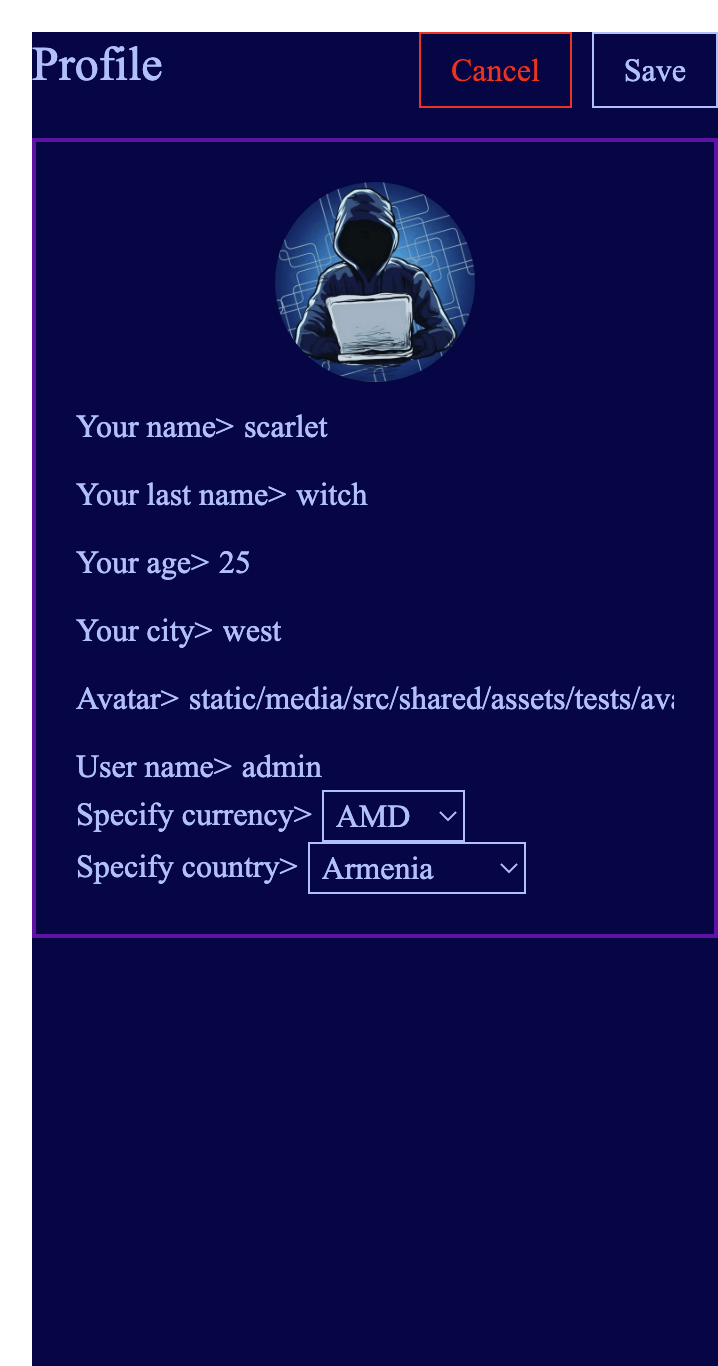 Profile
Cancel
Save
Your name> scarlet
Your last name> witch
Your age> 25
Your city> west
Avatar> static/media/src/shared/assets/tests/ava
User name> admin
Specify currency> AMD
Specify country> Armenia